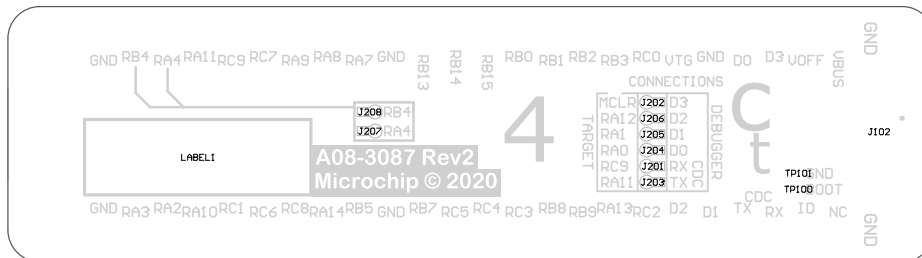 GND RB4 RA4 RA11 RC9 RC7 RA9 RA8 RA7 GND RB13 RB14 RB15 RB0 RB1 RB2 RB3 RC0 VTG GND D0 D3 VOFF VBUS GND
CONNECTIONS
TARGET
DEBUGGER
MCLR J202 D3
RA12 J206 D2
RA1 J205 D1
RA0 J204 D0
RC9 J201 RX
RA11 J203 TX
CDC
J208 RB4
J207 RA4
4
Ct
J102
LABEL1
A08-3087 Rev2
Microchip © 2020
TP101 GND
TP100 BOOT
GND RA3 RA2 RA10 RC1 RC6 RC8 RA14 RB5 GND RB7 RC5 RC4 RC3 RB8 RB9 RA13 RC2 D2 D1 TX CDC RX ID NC GND